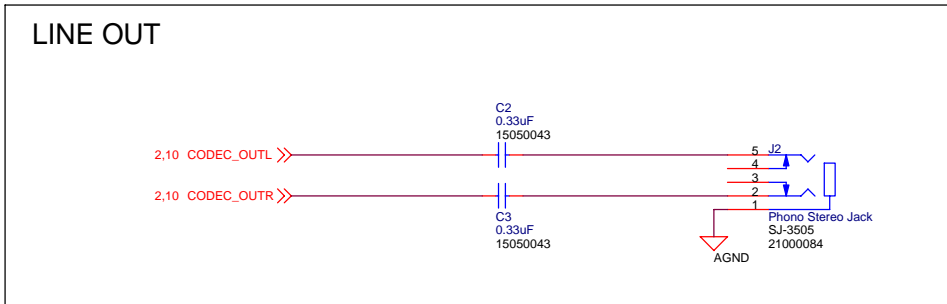 LINE OUT
C2
0.33uF
15050043
2,10 CODEC_OUTL
5 J2
4
3
2,10 CODEC_OUTR
2
1
C3
0.33uF
15050043
Phono Stereo Jack
SJ-3505
21000084
AGND